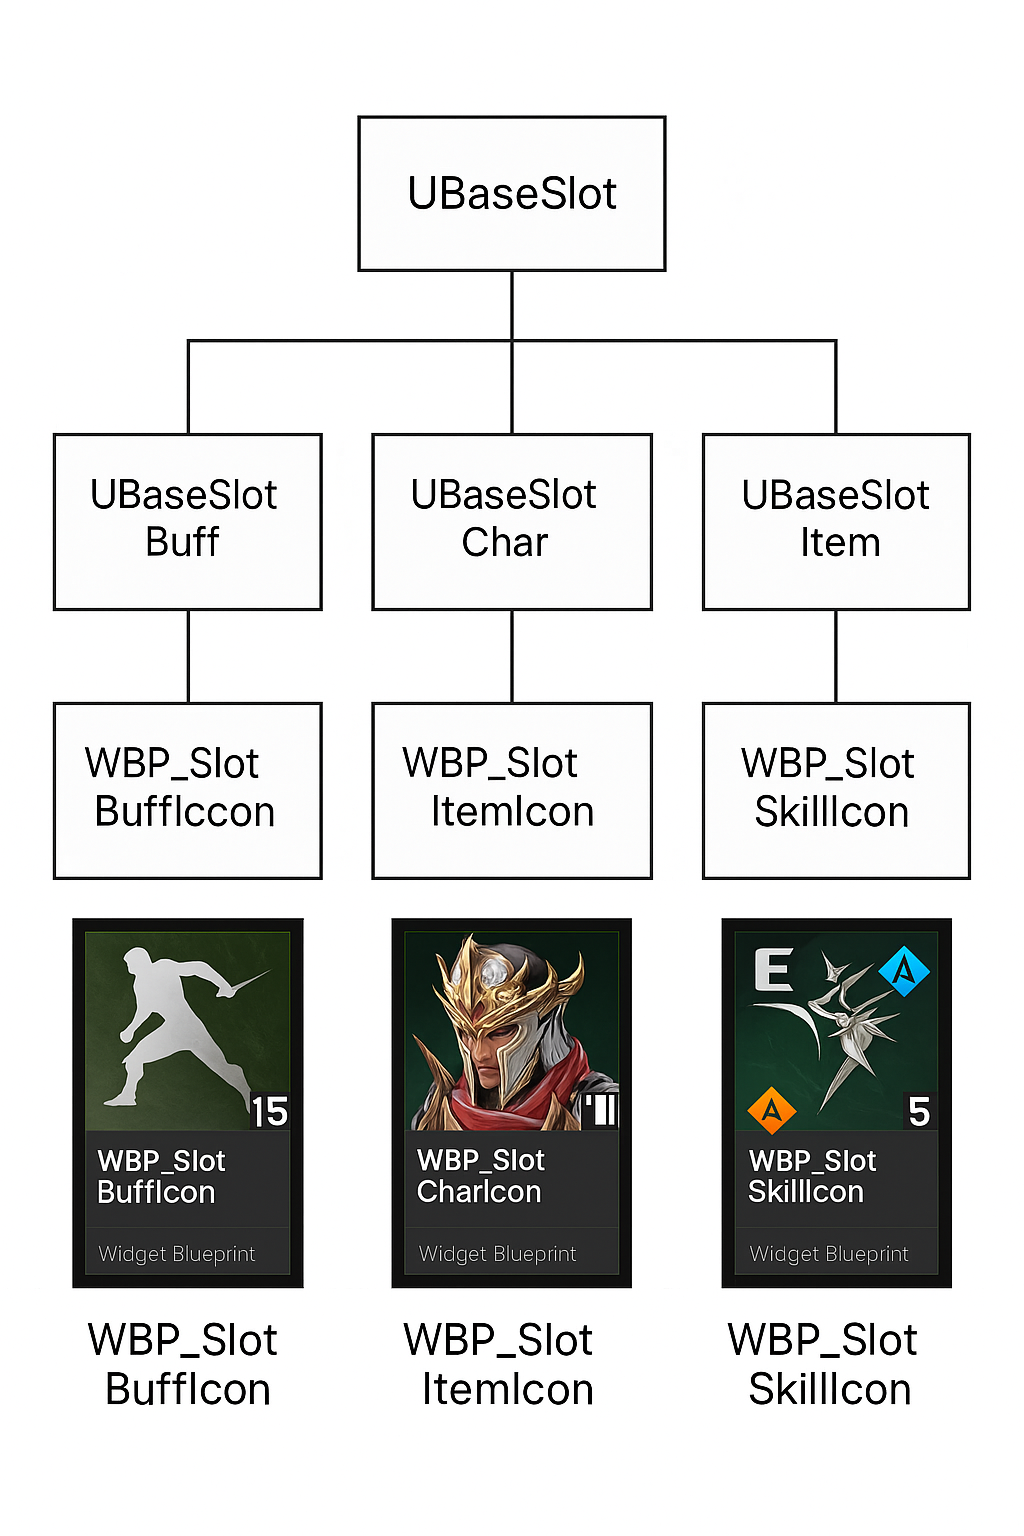 UBaseSlot
UBaseSlot
Buff
UBaseSlot
Char
UBaseSlot
Item
WBP_Slot
BuffIccon
WBP_Slot
ItemIcon
WBP_Slot
SkillIcon
15
WBP_Slot
BuffIcon
Widget Blueprint
WBP_Slot
CharIcon
Widget Blueprint
E
A
A
5
WBP_Slot
SkillIcon
Widget Blueprint
WBP_Slot
BuffIcon
WBP_Slot
ItemIcon
WBP_Slot
SkillIcon